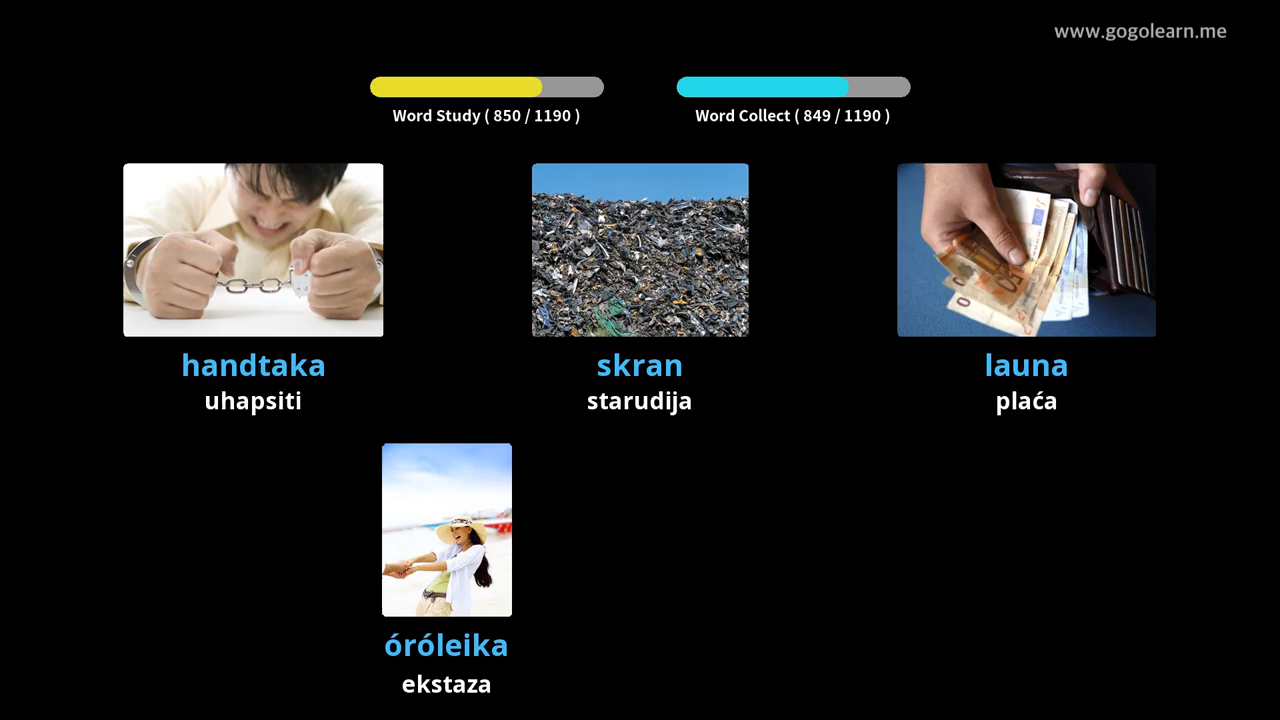 www.gogolearn.me
Word Study ( 850 / 1190 )
Word Collect ( 849 / 1190 )
handtaka
uhapsiti
skran
starudija
launa
plaća
óróleika
ekstaza